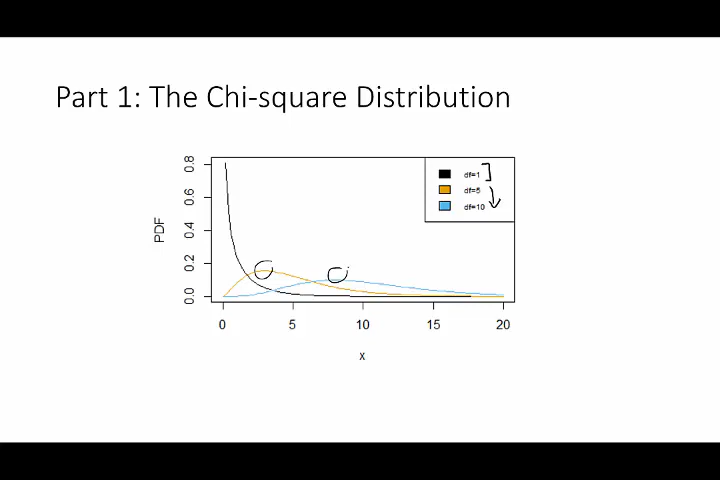 Part 1: The Chi-square Distribution
df=1
df=5
df=10
PDF
0.8
0.6
0.4
0.2
0.0
0 5 10 15 20
x